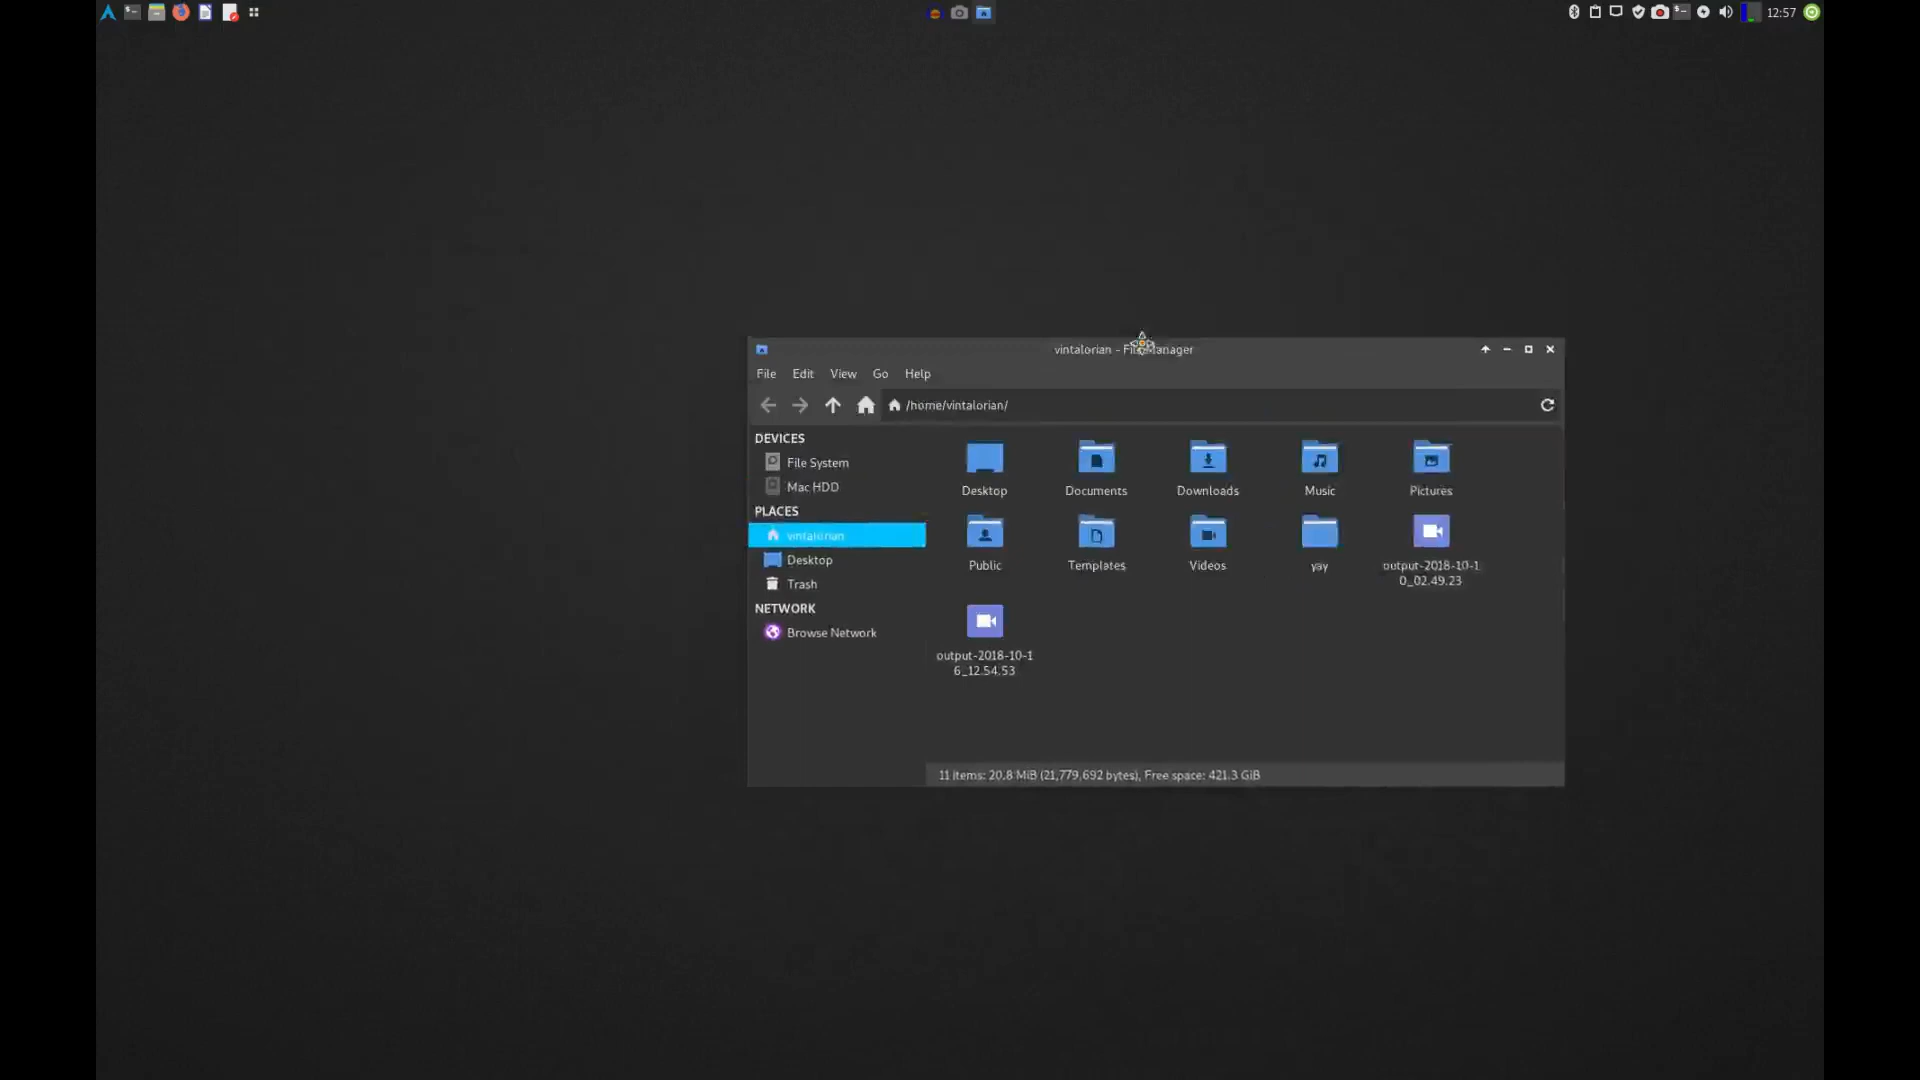 12:57
vintalorian - File Manager
File Edit View Go Help
/home/vintalorian/
DEVICES
File System
Mac HDD
PLACES
vintalorian
Desktop
Trash
NETWORK
Browse Network
Desktop Documents Downloads Music Pictures
Public Templates Videos yay output-2018-10-1
0_02.49.23
output-2018-10-1
6_12.54.53
11 items: 20.8 MiB (21,779,692 bytes), Free space: 421.3 GiB